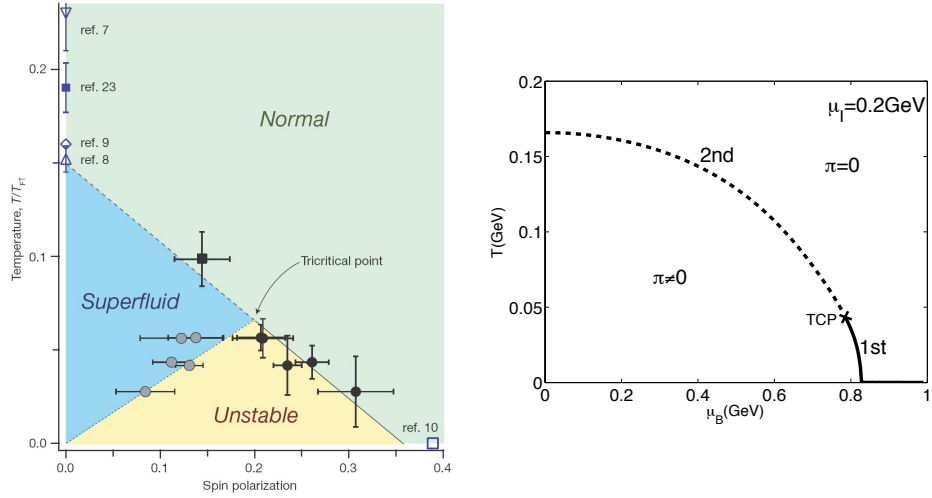 ref. 7
0.2
ref. 23
Normal
ref. 9
ref. 8
Temperature, T/T_F↑
0.1
Tricritical point
Superfluid
Unstable
ref. 10
0.0
0.0
0.1
0.2
0.3
0.4
Spin polarization
0.2
μ_I=0.2GeV
0.15
2nd
π=0
T(GeV)
0.1
π≠0
0.05
TCP
1st
0
0
0.2
0.4
0.6
0.8
1
μ_B(GeV)